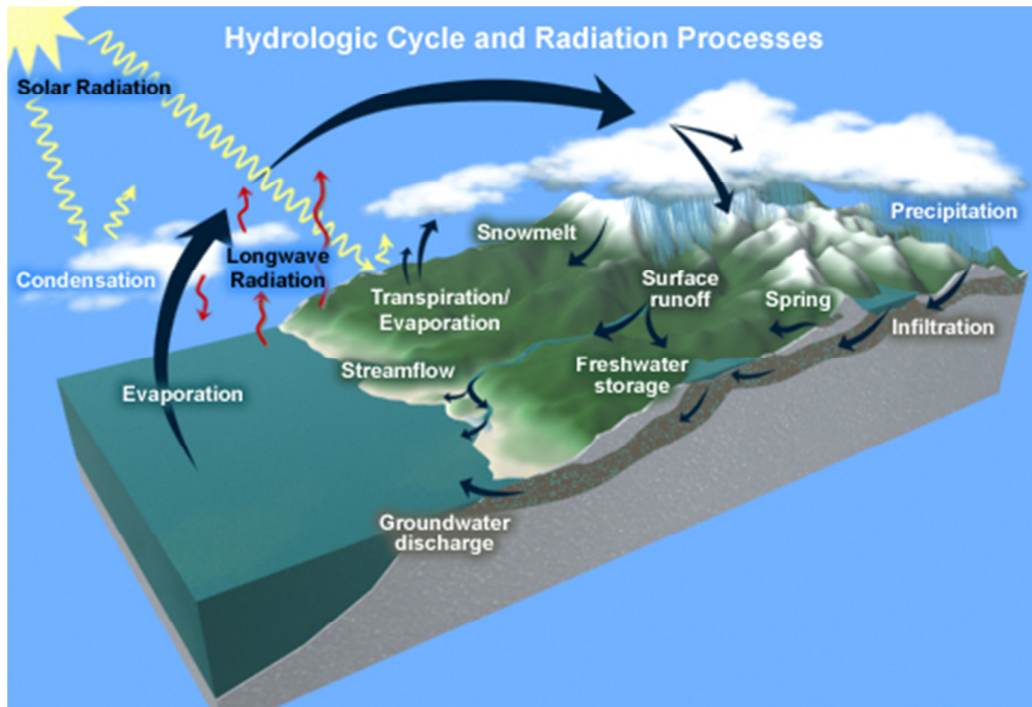 Hydrologic Cycle and Radiation Processes
Solar Radiation
Precipitation
Snowmelt
Condensation
Longwave
Radiation
Surface
runoff
Transpiration/
Evaporation
Spring
Infiltration
Streamflow
Freshwater
storage
Evaporation
Groundwater
discharge